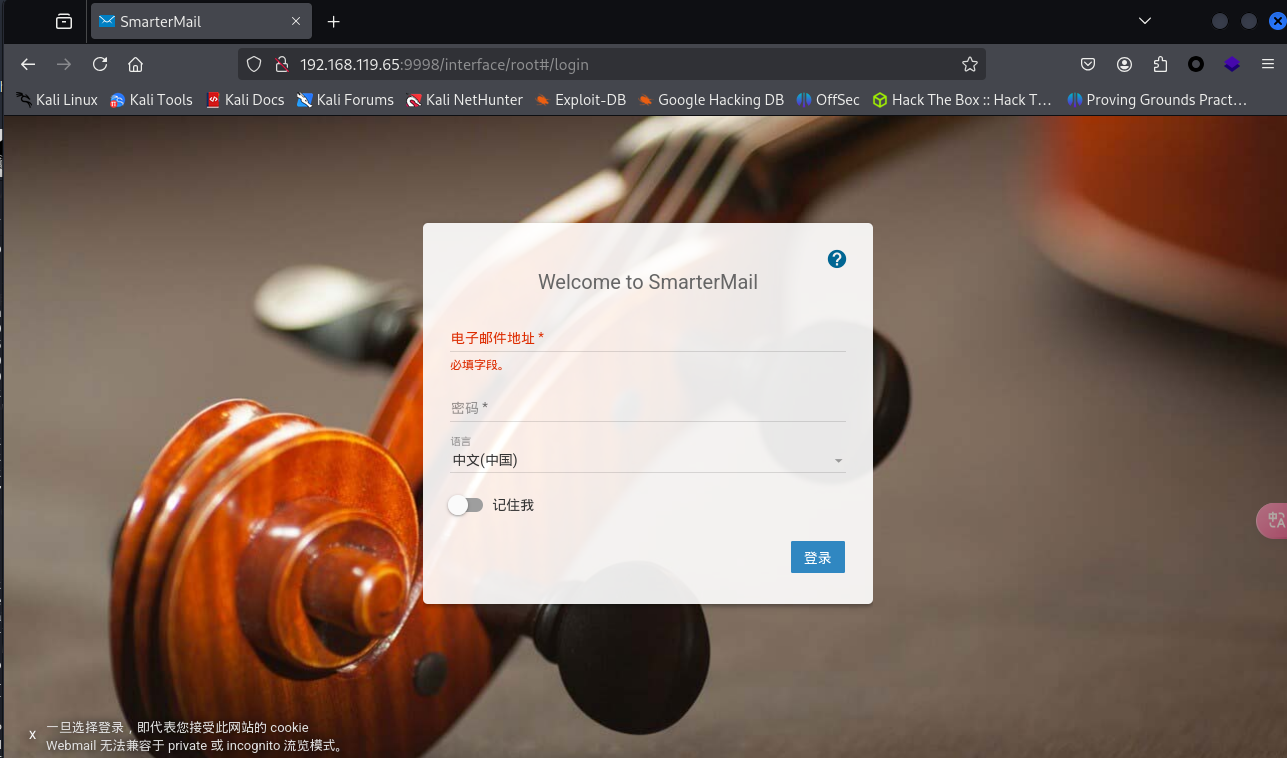 SmarterMail
192.168.119.65:9998/interface/root#/login
Kali Linux Kali Tools Kali Docs Kali Forums Kali NetHunter Exploit-DB Google Hacking DB OffSec Hack The Box :: Hack T… Proving Grounds Pract…
Welcome to SmarterMail
电子邮件地址 *
必填字段。
密码 *
语言
中文(中国)
记住我
登录
x 一旦选择登录，即代表您接受此网站的 cookie
Webmail 无法兼容于 private 或 incognito 流览模式。